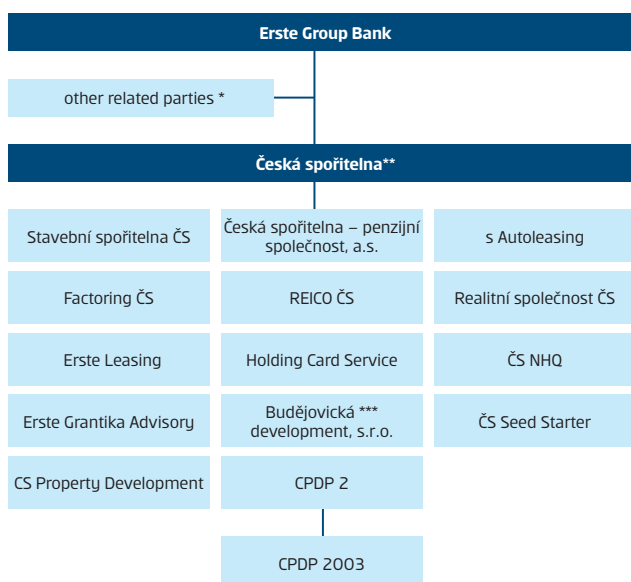 Erste Group Bank
other related parties *
Česká spořitelna**
Stavební spořitelna ČS
Česká spořitelna – penzijní
společnost, a.s.
s Autoleasing
Factoring ČS
REICO ČS
Realitní společnost ČS
Erste Leasing
Holding Card Service
ČS NHQ
Erste Grantika Advisory
Budějovická ***
development, s.r.o.
ČS Seed Starter
CS Property Development
CPDP 2
CPDP 2003